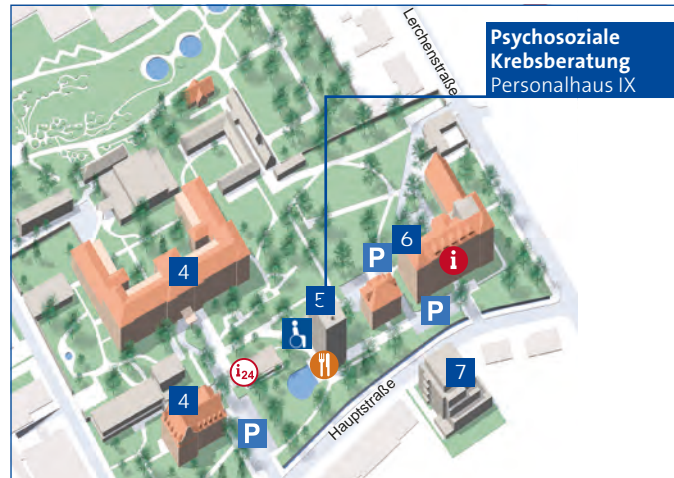 Psychosoziale
Krebsberatung
Personalhaus IX
Lerchenstraße
6
P
i
4
5
P
i24
7
4
P
Hauptstraße